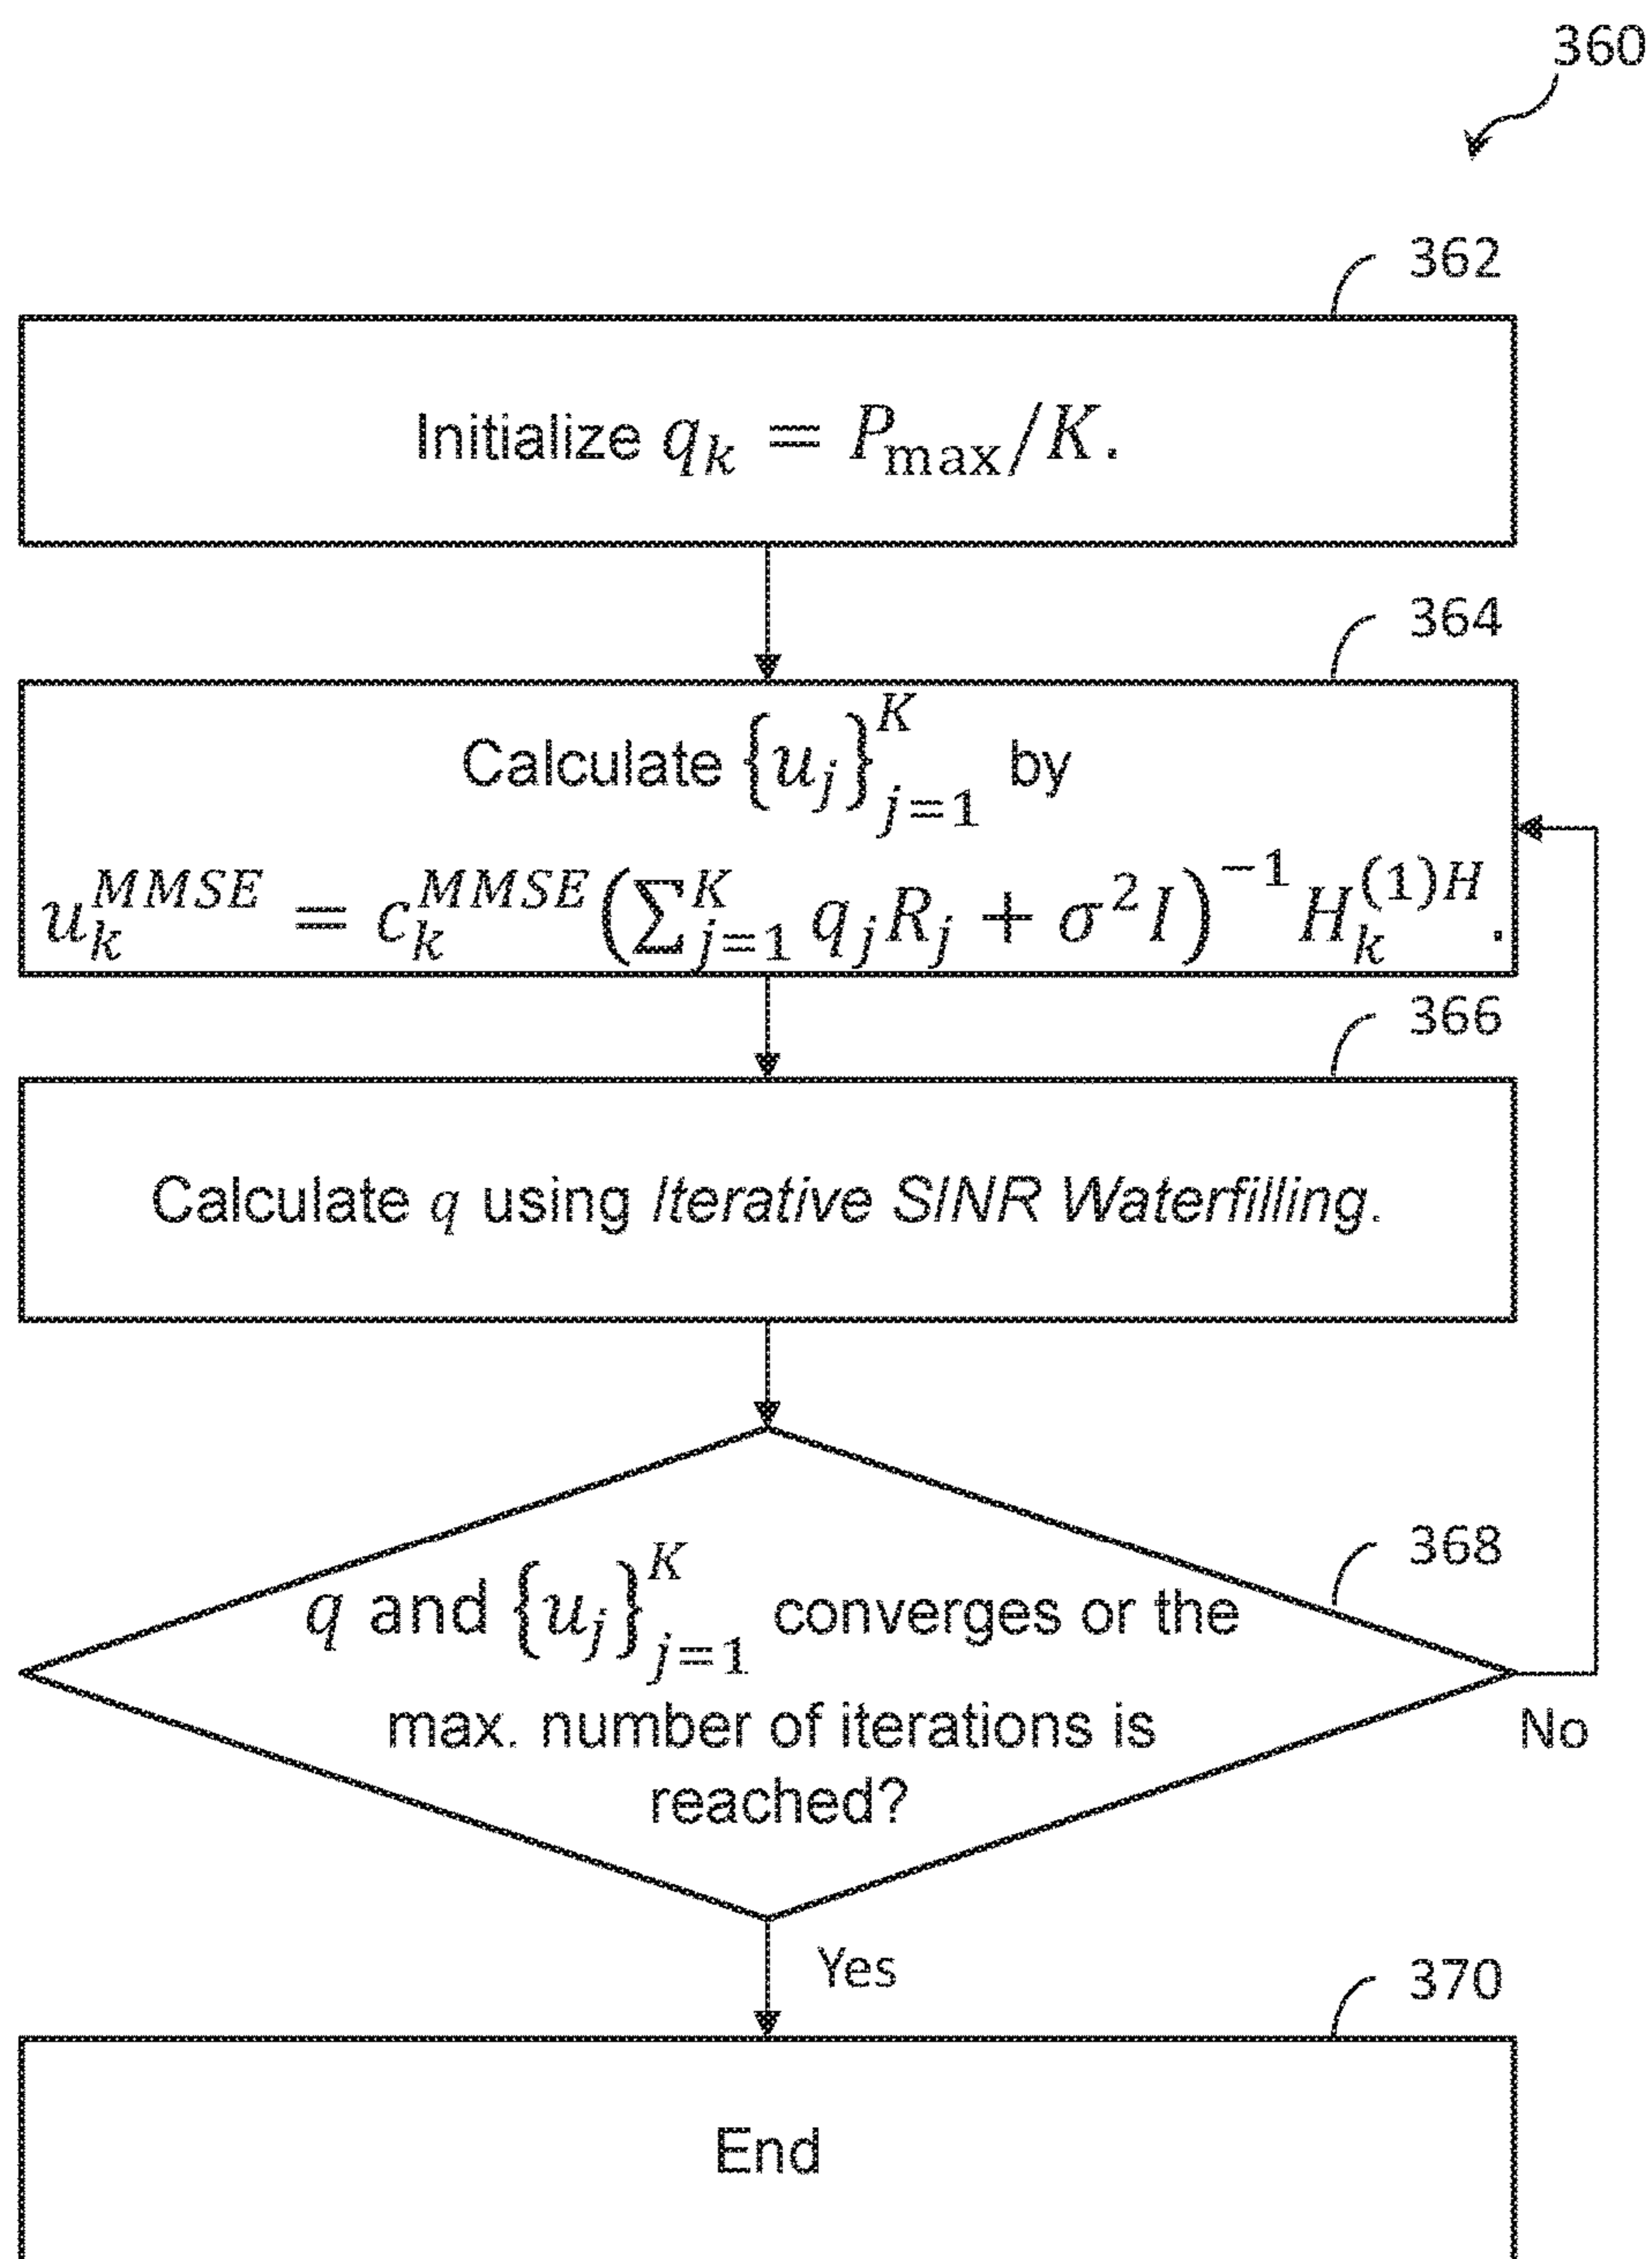 360
362
Initialize q_k = P_max/K.
364
Calculate {u_j}_{j=1}^K by
u_k^{MMSE} = c_k^{MMSE}(∑_{j=1}^K q_j R_j + σ^2 I)^{-1} H_k^{(1)H}.
366
Calculate q using Iterative SINR Waterfilling.
368
q and {u_j}_{j=1}^K converges or the
max. number of iterations is
reached?
No
Yes
370
End